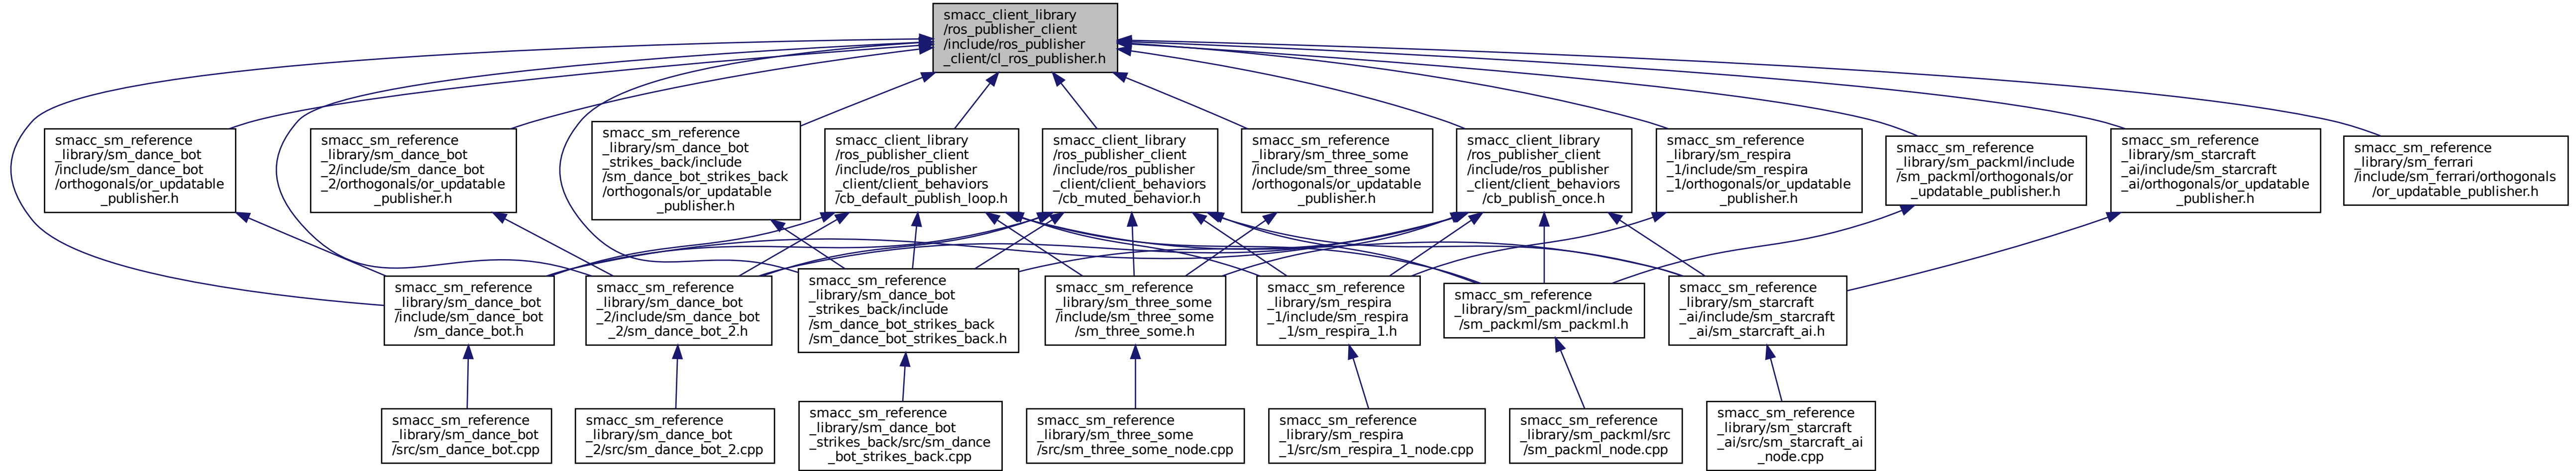 smacc_client_library
/ros_publisher_client
/include/ros_publisher
_client/cl_ros_publisher.h
smacc_sm_reference
_library/sm_dance_bot
/include/sm_dance_bot
/orthogonals/or_updatable
_publisher.h
smacc_sm_reference
_library/sm_dance_bot
_2/include/sm_dance_bot
_2/orthogonals/or_updatable
_publisher.h
smacc_sm_reference
_library/sm_dance_bot
_strikes_back/include
/sm_dance_bot_strikes_back
/orthogonals/or_updatable
_publisher.h
smacc_client_library
/ros_publisher_client
/include/ros_publisher
_client/client_behaviors
/cb_default_publish_loop.h
smacc_client_library
/ros_publisher_client
/include/ros_publisher
_client/client_behaviors
/cb_muted_behavior.h
smacc_sm_reference
_library/sm_three_some
/include/sm_three_some
/orthogonals/or_updatable
_publisher.h
smacc_client_library
/ros_publisher_client
/include/ros_publisher
_client/client_behaviors
/cb_publish_once.h
smacc_sm_reference
_library/sm_respira
_1/include/sm_respira
_1/orthogonals/or_updatable
_publisher.h
smacc_sm_reference
_library/sm_packml/include
/sm_packml/orthogonals/or
_updatable_publisher.h
smacc_sm_reference
_library/sm_starcraft
_ai/include/sm_starcraft
_ai/orthogonals/or_updatable
_publisher.h
smacc_sm_reference
_library/sm_ferrari
/include/sm_ferrari/orthogonals
/or_updatable_publisher.h
smacc_sm_reference
_library/sm_dance_bot
/include/sm_dance_bot
/sm_dance_bot.h
smacc_sm_reference
_library/sm_dance_bot
_2/include/sm_dance_bot
_2/sm_dance_bot_2.h
smacc_sm_reference
_library/sm_dance_bot
_strikes_back/include
/sm_dance_bot_strikes_back
/sm_dance_bot_strikes_back.h
smacc_sm_reference
_library/sm_three_some
/include/sm_three_some
/sm_three_some.h
smacc_sm_reference
_library/sm_respira
_1/include/sm_respira
_1/sm_respira_1.h
smacc_sm_reference
_library/sm_packml/include
/sm_packml/sm_packml.h
smacc_sm_reference
_library/sm_starcraft
_ai/include/sm_starcraft
_ai/sm_starcraft_ai.h
smacc_sm_reference
_library/sm_dance_bot
/src/sm_dance_bot.cpp
smacc_sm_reference
_library/sm_dance_bot
_2/src/sm_dance_bot_2.cpp
smacc_sm_reference
_library/sm_dance_bot
_strikes_back/src/sm_dance
_bot_strikes_back.cpp
smacc_sm_reference
_library/sm_three_some
/src/sm_three_some_node.cpp
smacc_sm_reference
_library/sm_respira
_1/src/sm_respira_1_node.cpp
smacc_sm_reference
_library/sm_packml/src
/sm_packml_node.cpp
smacc_sm_reference
_library/sm_starcraft
_ai/src/sm_starcraft_ai
_node.cpp